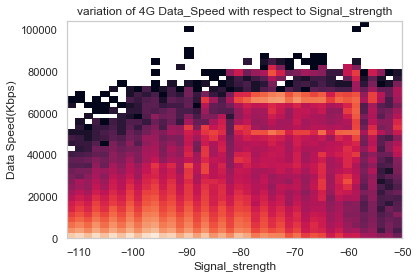 variation of 4G Data_Speed with respect to Signal_strength
100000
80000
60000
40000
20000
0
Data Speed(Kbps)
−110 −100 −90 −80 −70 −60 −50
Signal_strength